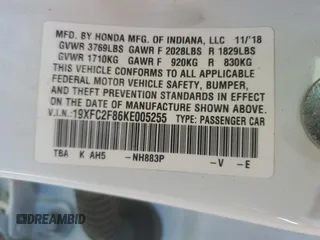 MFD. BY HONDA MFG. OF INDIANA, LLC 11/'18
GVWR 3769LBS GAWR F 2028LBS R 1829LBS
GVWR 1710KG GAWR F 920KG R 830KG
THIS VEHICLE CONFORMS TO ALL APPLICABLE
FEDERAL MOTOR VEHICLE SAFETY, BUMPER,
AND THEFT PREVENTION STANDARDS IN EFFECT
ON THE DATE OF MANUFACTURE SHOWN ABOVE.
V.I.N.: 19XFC2F86KE005255 TYPE: PASSENGER CAR
TBA K AH5 -NH883P -V -E
DREAMBID